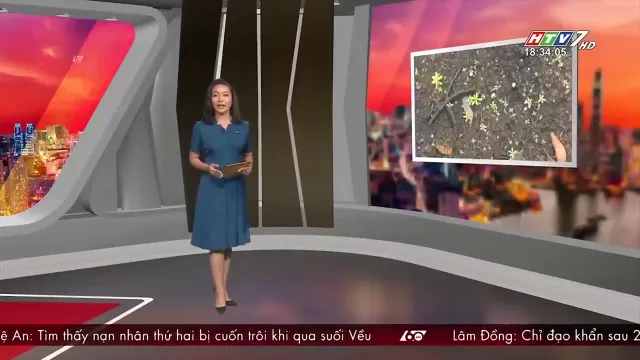 HTV7 HD
18:34:05
ệ An: Tìm thấy nạn nhân thứ hai bị cuốn trôi khi qua suối Vều
60
Lâm Đồng: Chỉ đạo khẩn sau 2